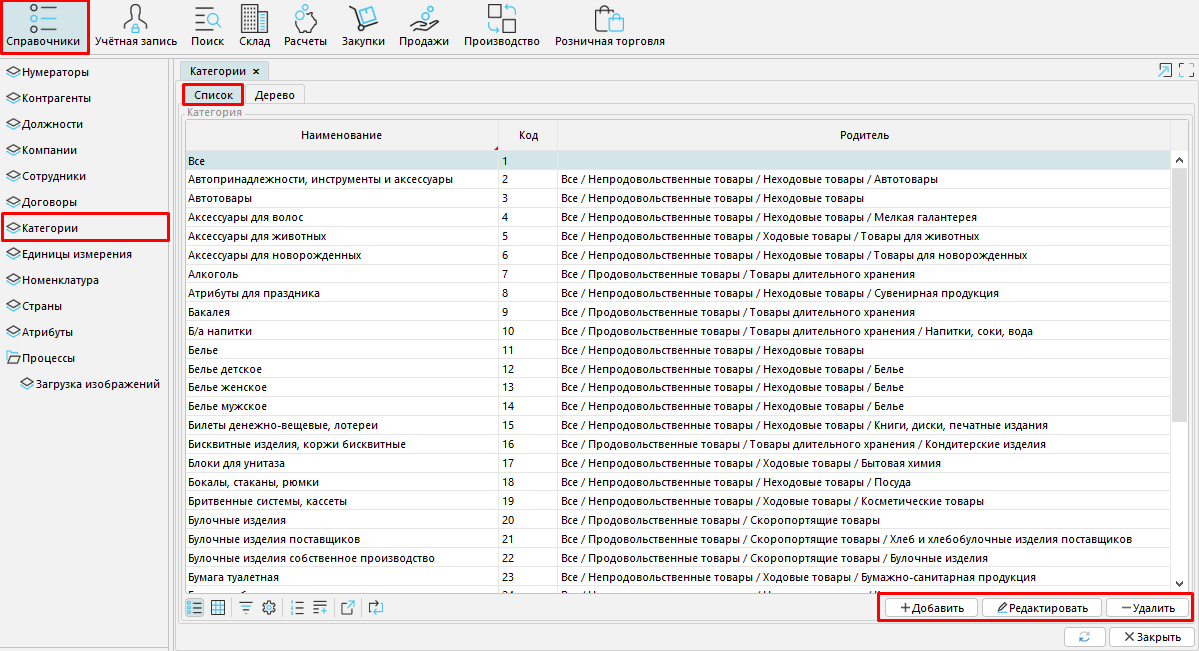 Справочники Учётная запись Поиск Склад Расчеты Закупки Продажи Производство Розничная торговля
Нумераторы
Контрагенты
Должности
Компании
Сотрудники
Договоры
Категории
Единицы измерения
Номенклатура
Страны
Атрибуты
Процессы
Загрузка изображений
Категории ×
Список Дерево
Категория
Наименование Код Родитель
Все 1
Автопринадлежности, инструменты и аксессуары 2 Все / Непродовольственные товары / Неходовые товары / Автотовары
Автотовары 3 Все / Непродовольственные товары / Неходовые товары
Аксессуары для волос 4 Все / Непродовольственные товары / Неходовые товары / Мелкая галантерея
Аксессуары для животных 5 Все / Непродовольственные товары / Ходовые товары / Товары для животных
Аксессуары для новорожденных 6 Все / Непродовольственные товары / Неходовые товары / Товары для новорожденных
Алкоголь 7 Все / Продовольственные товары / Товары длительного хранения
Атрибуты для праздника 8 Все / Непродовольственные товары / Неходовые товары / Сувенирная продукция
Бакалея 9 Все / Продовольственные товары / Товары длительного хранения
Б/а напитки 10 Все / Продовольственные товары / Товары длительного хранения / Напитки, соки, вода
Белье 11 Все / Непродовольственные товары / Неходовые товары
Белье детское 12 Все / Непродовольственные товары / Неходовые товары / Белье
Белье женское 13 Все / Непродовольственные товары / Неходовые товары / Белье
Белье мужское 14 Все / Непродовольственные товары / Неходовые товары / Белье
Билеты денежно-вещевые, лотереи 15 Все / Непродовольственные товары / Неходовые товары / Книги, диски, печатные издания
Бисквитные изделия, коржи бисквитные 16 Все / Продовольственные товары / Товары длительного хранения / Кондитерские изделия
Блоки для унитаза 17 Все / Непродовольственные товары / Ходовые товары / Бытовая химия
Бокалы, стаканы, рюмки 18 Все / Непродовольственные товары / Неходовые товары / Посуда
Бритвенные системы, кассеты 19 Все / Непродовольственные товары / Ходовые товары / Косметические товары
Булочные изделия 20 Все / Продовольственные товары / Скоропортящие товары
Булочные изделия поставщиков 21 Все / Продовольственные товары / Скоропортящие товары / Хлеб и хлебобулочные изделия поставщиков
Булочные изделия собственное производство 22 Все / Продовольственные товары / Скоропортящие товары / Булочные изделия
Бумага туалетная 23 Все / Непродовольственные товары / Ходовые товары / Бумажно-санитарная продукция
Добавить Редактировать Удалить
Закрыть